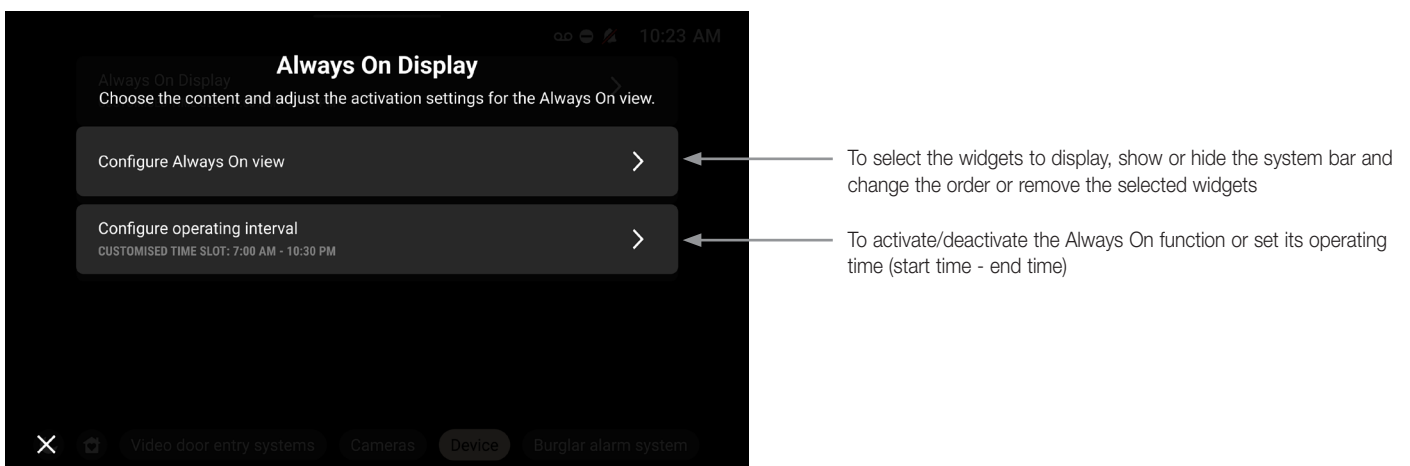 10:23 AM
Always On Display
Always On Display
Choose the content and adjust the activation settings for the Always On view.
Configure Always On view
To select the widgets to display, show or hide the system bar and
change the order or remove the selected widgets
Configure operating interval
CUSTOMISED TIME SLOT: 7:00 AM - 10:30 PM
To activate/deactivate the Always On function or set its operating
time (start time - end time)
Video door entry systems Cameras Device Burglar alarm system